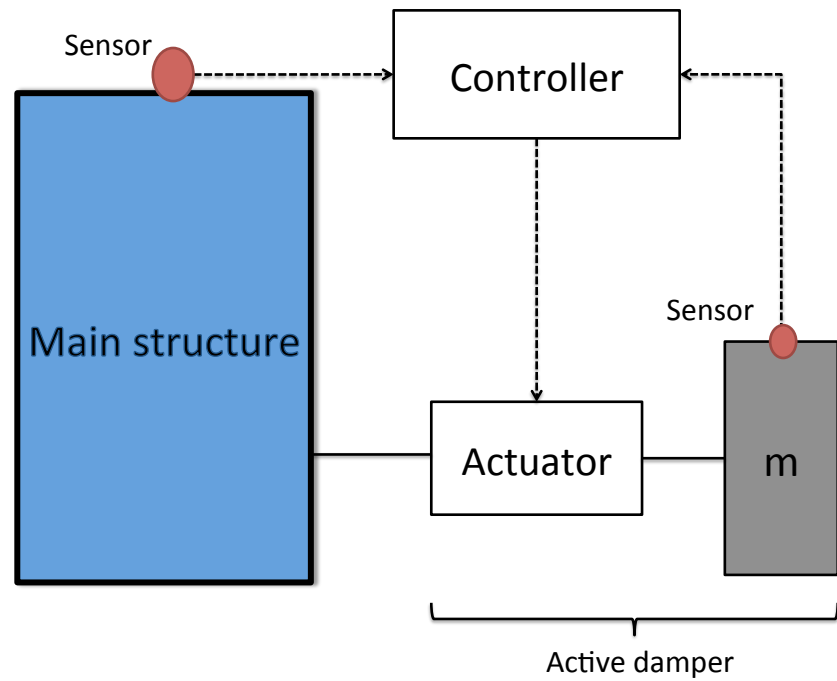 Sensor
Controller
Main structure
Sensor
Actuator
m
Active damper